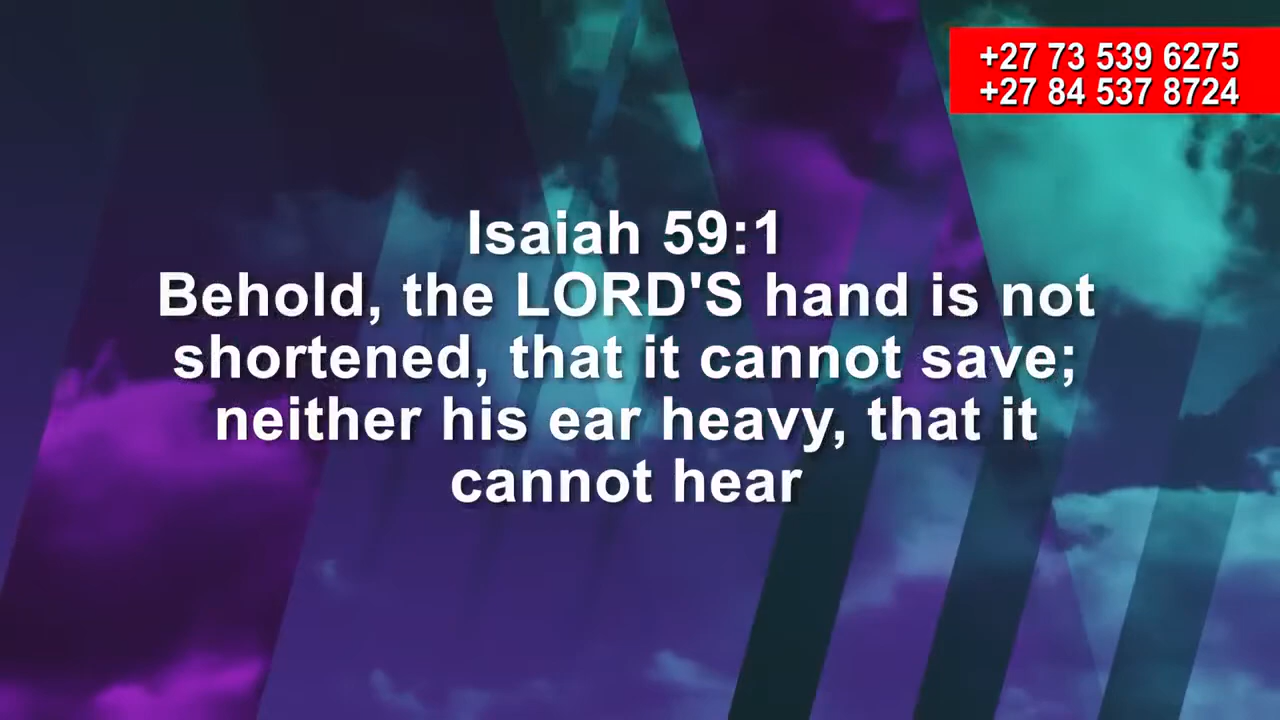 +27 73 539 6275
+27 84 537 8724
Isaiah 59:1
Behold, the LORD'S hand is not
shortened, that it cannot save;
neither his ear heavy, that it
cannot hear